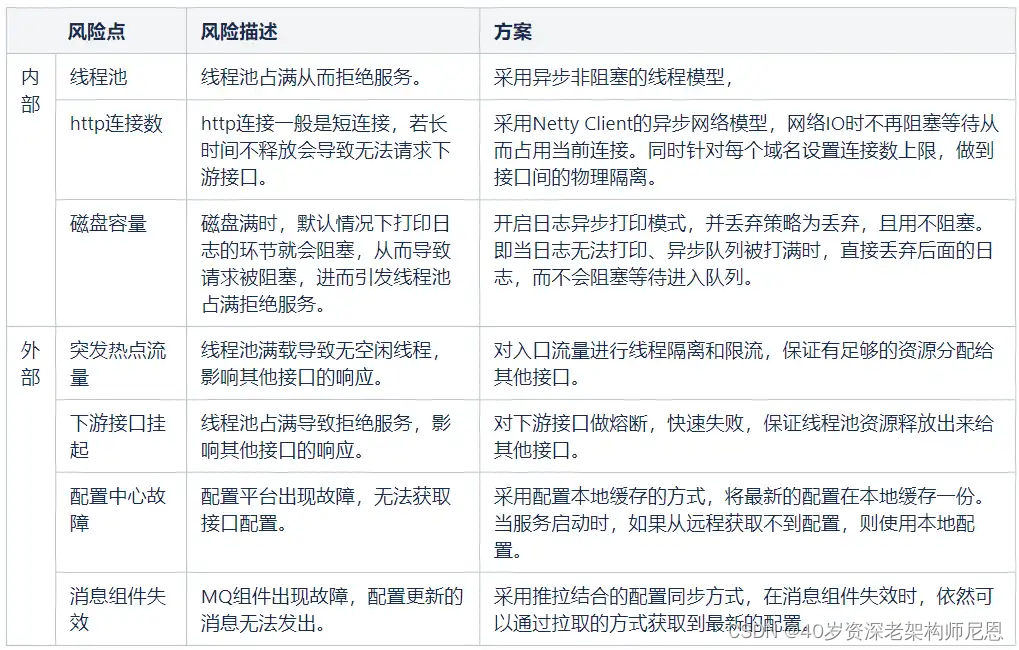 风险点 风险描述 方案
内部 线程池 线程池占满从而拒绝服务。 采用异步非阻塞的线程模型，
http连接数 http连接一般是短连接，若长
时间不释放会导致无法请求下
游接口。
采用Netty Client的异步网络模型，网络IO时不再阻塞等待从
而占用当前连接。同时针对每个域名设置连接数上限，做到
接口间的物理隔离。
磁盘容量 磁盘满时，默认情况下打印日
志的环节就会阻塞，从而导致
请求被阻塞，进而引发线程池
占满拒绝服务。
开启日志异步打印模式，并丢弃策略为丢弃，且用不阻塞。
即当日志无法打印、异步队列被打满时，直接丢弃后面的日
志，而不会阻塞等待进入队列。
外部
突发热点流
量
线程池满载导致无空闲线程，
影响其他接口的响应。
对入口流量进行线程隔离和限流，保证有足够的资源分配给
其他接口。
下游接口挂
起
线程池占满导致拒绝服务，影
响其他接口的响应。
对下游接口做熔断，快速失败，保证线程池资源释放出来给
其他接口。
配置中心故
障
配置平台出现故障，无法获取
接口配置。
采用配置本地缓存的方式，将最新的配置在本地缓存一份。
当服务启动时，如果从远程获取不到配置，则使用本地配
置。
消息组件失
效
MQ组件出现故障，配置更新的
消息无法发出。
采用推拉结合的配置同步方式，在消息组件失效时，依然可
以通过拉取的方式获取到最新的配置。
CSDN @40岁资深老架构师尼恩